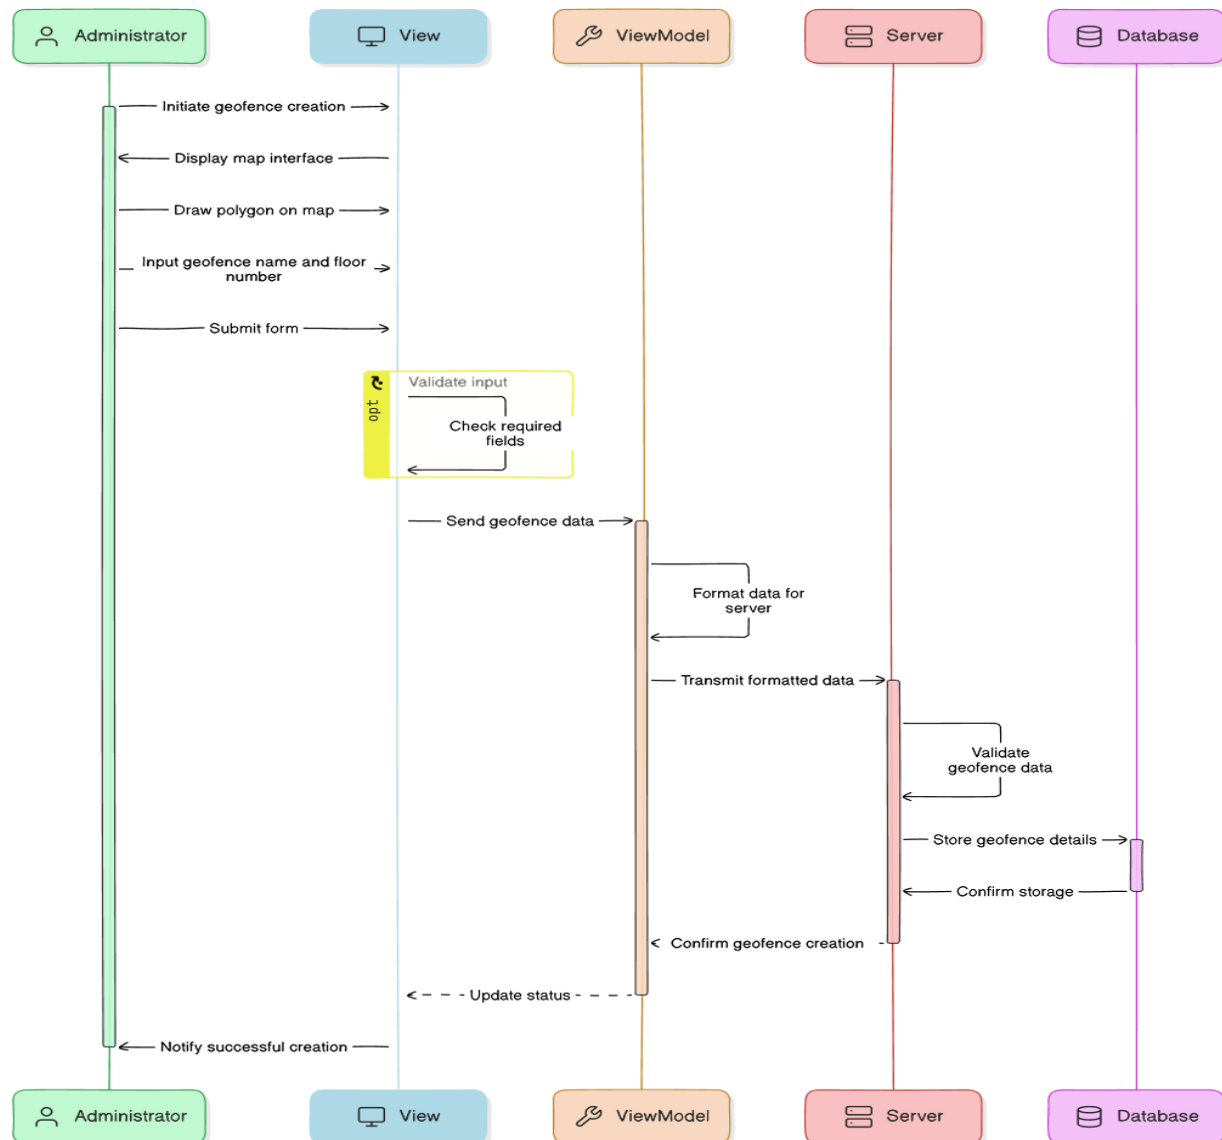 Administrator
View
ViewModel
Server
Database
Initiate geofence creation
Display map interface
Draw polygon on map
Input geofence name and floor
number
Submit form
opt
Validate input
Check required
fields
Send geofence data
Format data for
server
Transmit formatted data
Validate
geofence data
Store geofence details
Confirm storage
Confirm geofence creation
Update status
Notify successful creation
Administrator
View
ViewModel
Server
Database